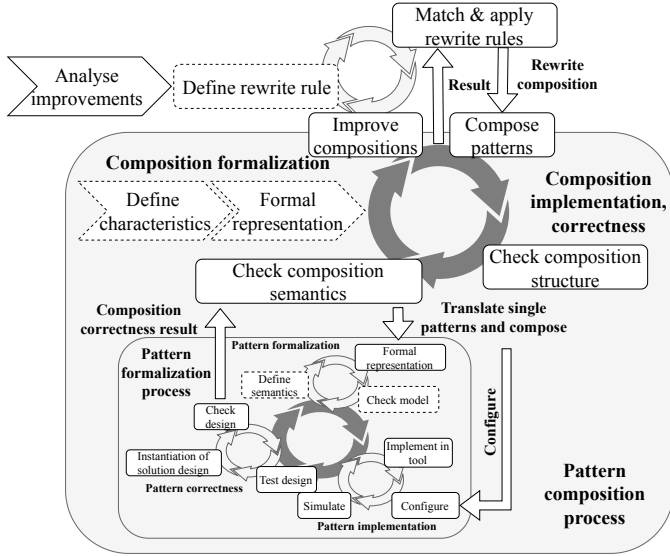 Match & apply
rewrite rules
Analyse
improvements
Define rewrite rule
Result
Rewrite
composition
Improve
compositions
Compose
patterns
Composition formalization
Define
characteristics
Formal
representation
Composition
implementation,
correctness
Check composition
semantics
Check composition
structure
Composition
correctness result
Translate single
patterns and compose
Pattern
formalization
process
Pattern formalization
Formal
representation
Define
semantics
Check model
Check
design
Instantiation of
solution design
Pattern correctness
Test design
Implement in
tool
Simulate
Configure
Pattern implementation
Configure
Pattern
composition
process